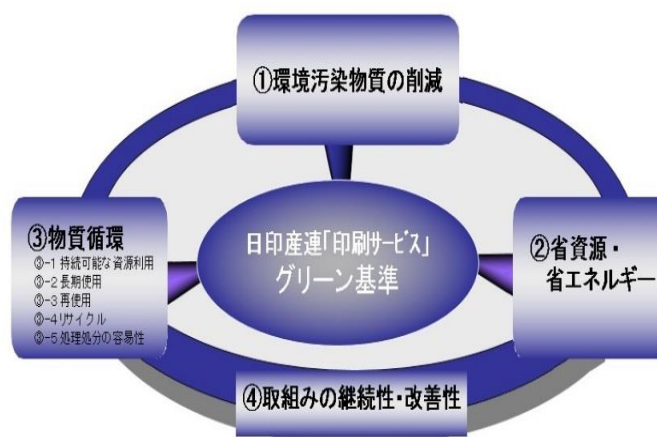 ①環境汚染物質の削減
日印産連「印刷サービス」
グリーン基準
②省資源・
省エネルギー
③物質循環
③-1 持続可能な資源利用
③-2 長期使用
③-3 再使用
③-4リサイクル
③-5 処理処分の容易性
④取組みの継続性・改善性